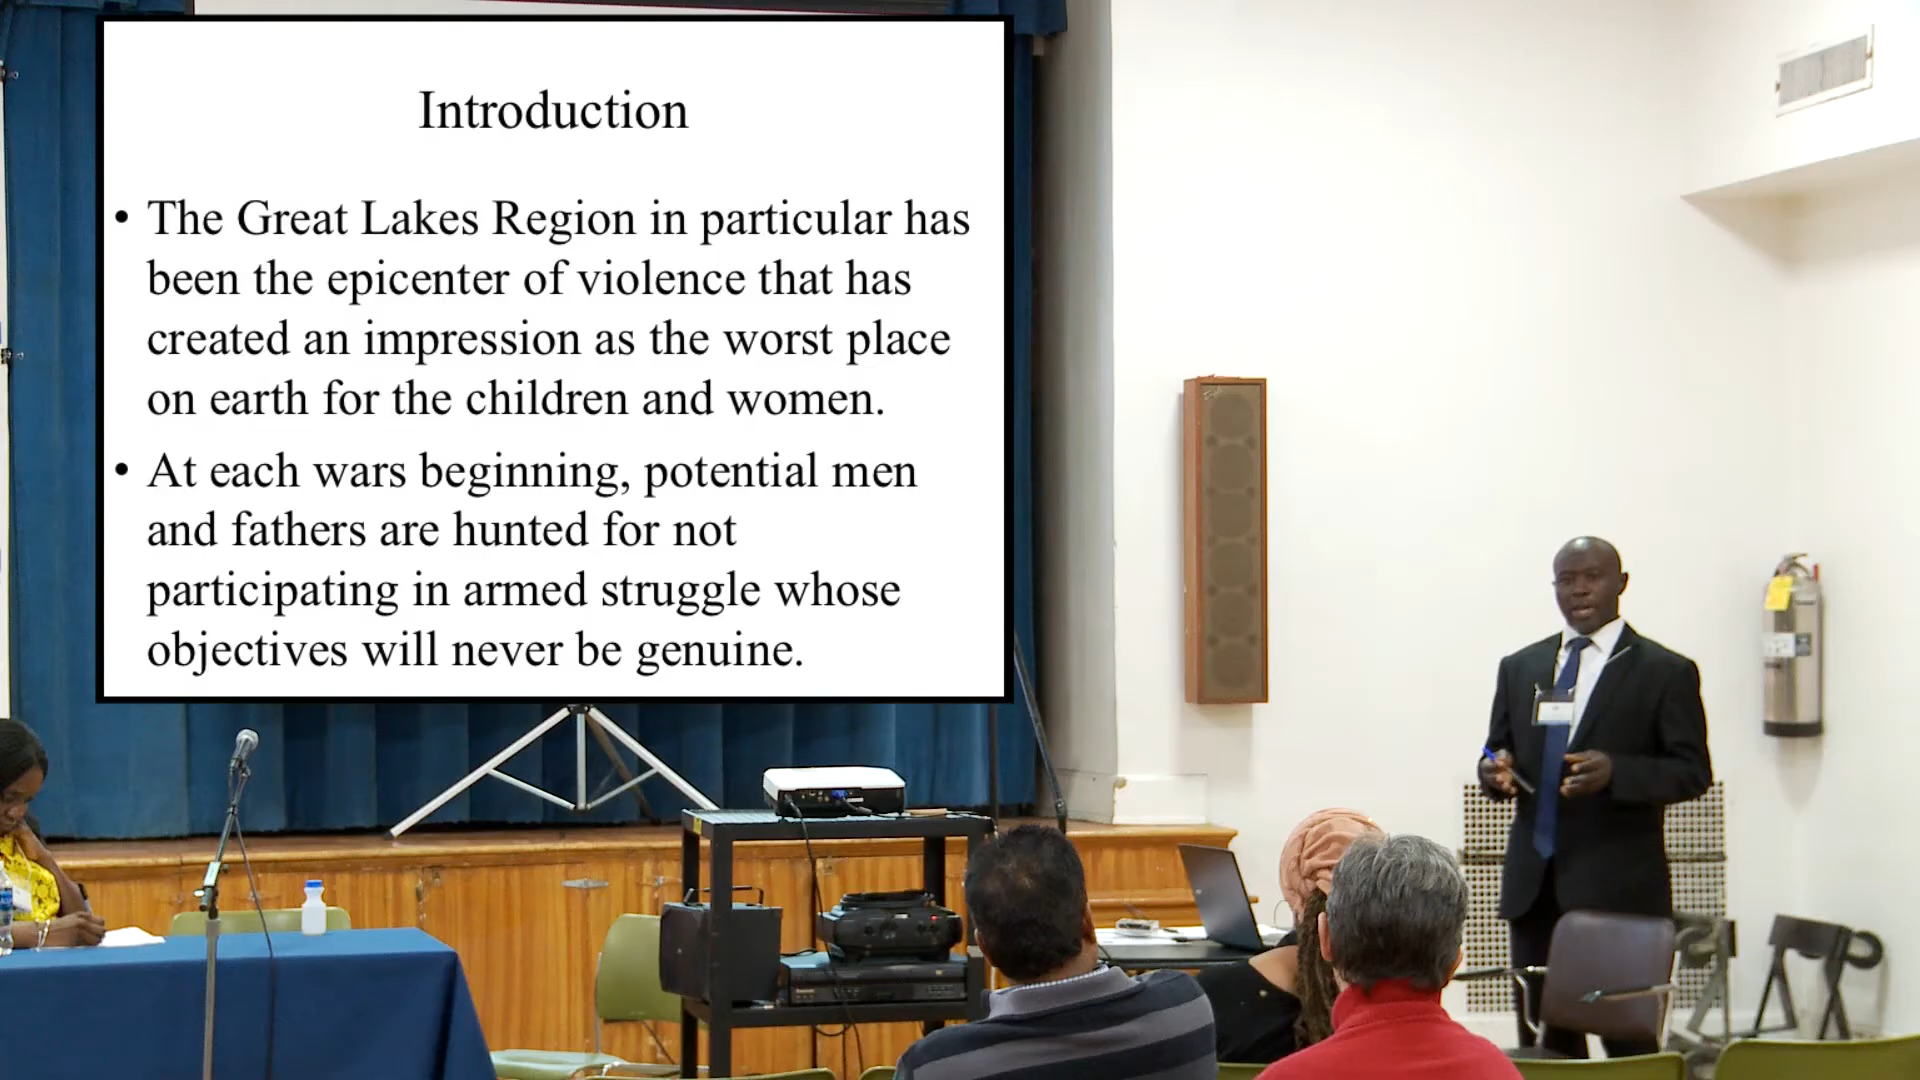 Introduction
• The Great Lakes Region in particular has
been the epicenter of violence that has
created an impression as the worst place
on earth for the children and women.
• At each wars beginning, potential men
and fathers are hunted for not
participating in armed struggle whose
objectives will never be genuine.